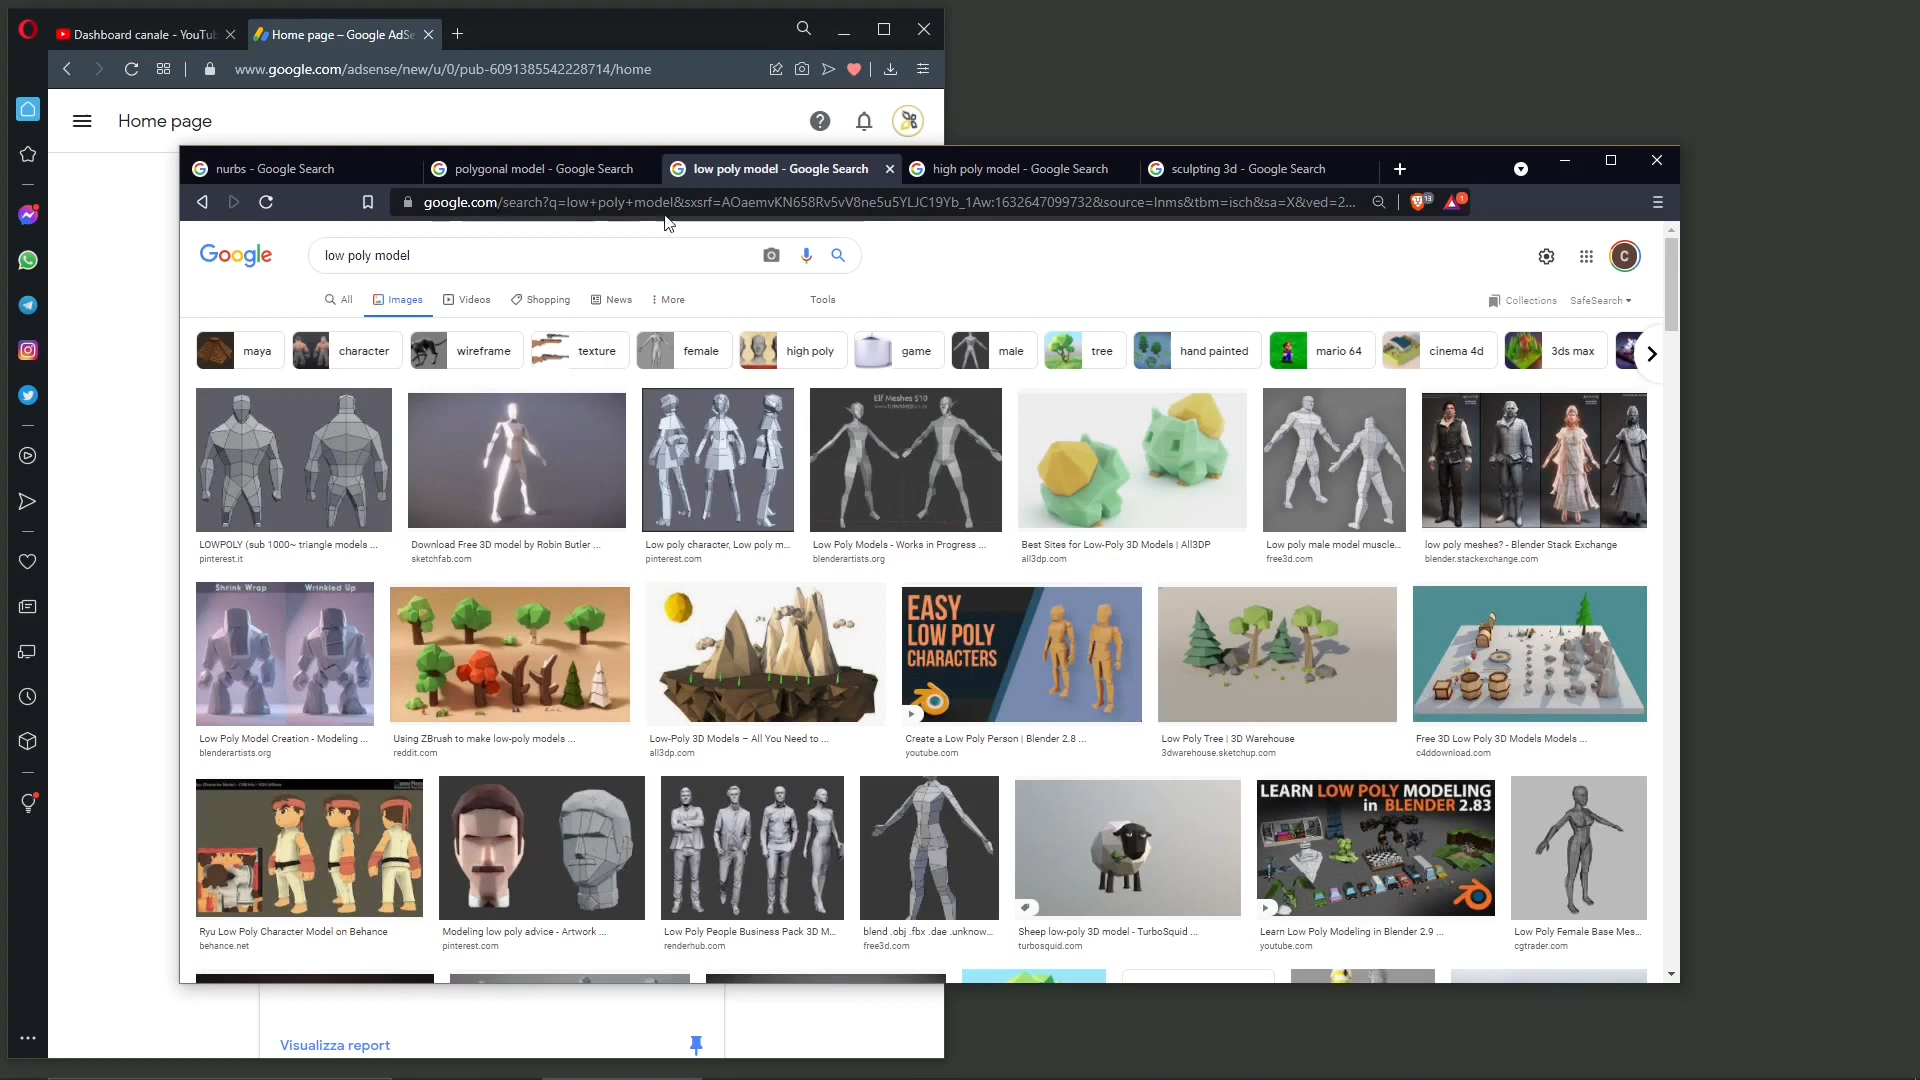 Dashboard canale - YouTub
Home page – Google AdSe
www.google.com/adsense/new/u/0/pub-6091385542228714/home
Home page
nurbs - Google Search
polygonal model - Google Search
low poly model - Google Search
high poly model - Google Search
sculpting 3d - Google Search
google.com/search?q=low+poly+model&sxsrf=AOaemvKN658Rv5vV8ne5u5YLJC19Yb_1Aw:1632647099732&source=lnms&tbm=isch&sa=X&ved=2...
13
1
Google
low poly model
C
All
Images
Videos
Shopping
News
More
Tools
Collections
SafeSearch
maya
character
wireframe
texture
female
high poly
game
male
tree
hand painted
mario 64
cinema 4d
3ds max
Elf Meshes $10
LOWPOLY (sub 1000~ triangle models ...
pinterest.it
Download Free 3D model by Robin Butler ...
sketchfab.com
Low poly character, Low poly m...
pinterest.com
Low Poly Models - Works in Progress ...
blenderartists.org
Best Sites for Low-Poly 3D Models | All3DP
all3dp.com
Low poly male model muscle...
free3d.com
low poly meshes? - Blender Stack Exchange
blender.stackexchange.com
Shrink Wrap
Wrinkled Up
EASY
LOW POLY
CHARACTERS
Low Poly Model Creation - Modeling ...
blenderartists.org
Using ZBrush to make low-poly models ...
reddit.com
Low-Poly 3D Models – All You Need to ...
all3dp.com
Create a Low Poly Person | Blender 2.8 ...
youtube.com
Low Poly Tree | 3D Warehouse
3dwarehouse.sketchup.com
Free 3D Low Poly 3D Models Models ...
c4ddownload.com
LEARN LOW POLY MODELING
in BLENDER 2.83
Ryu Low Poly Character Model on Behance
behance.net
Modeling low poly advice - Artwork ...
pinterest.com
Low Poly People Business Pack 3D M...
renderhub.com
blend .obj .fbx .dae .unknow...
free3d.com
Sheep low-poly 3D model - TurboSquid ...
turbosquid.com
Learn Low Poly Modeling in Blender 2.9 ...
youtube.com
Low Poly Female Base Mes...
cgtrader.com
Visualizza report